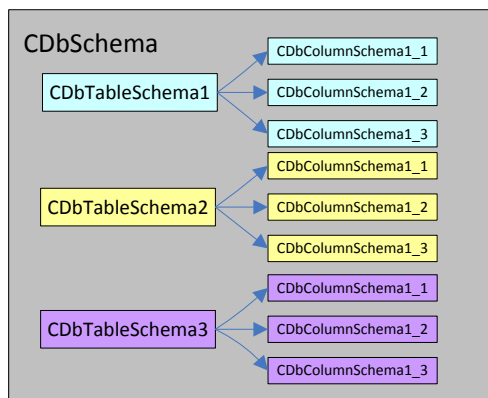 CDbSchema
CDbTableSchema1
CDbColumnSchema1_1
CDbColumnSchema1_2
CDbColumnSchema1_3
CDbTableSchema2
CDbColumnSchema1_1
CDbColumnSchema1_2
CDbColumnSchema1_3
CDbTableSchema3
CDbColumnSchema1_1
CDbColumnSchema1_2
CDbColumnSchema1_3